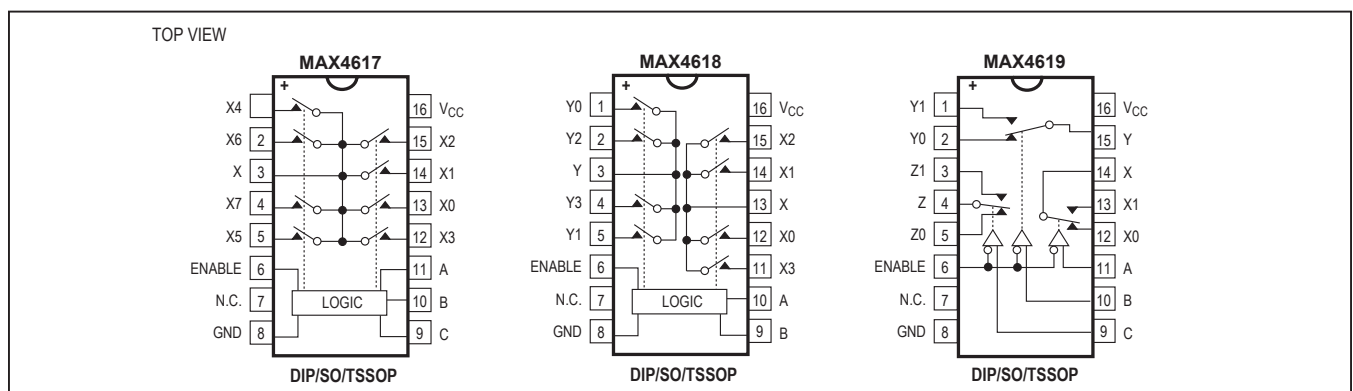 TOP VIEW
MAX4617
+
X4
X6 2
X 3
X7 4
X5 5
ENABLE 6
N.C. 7
GND 8
16 VCC
15 X2
14 X1
13 X0
12 X3
11 A
10 B
9 C
LOGIC
DIP/SO/TSSOP
MAX4618
+
Y0 1
Y2 2
Y 3
Y3 4
Y1 5
ENABLE 6
N.C. 7
GND 8
16 VCC
15 X2
14 X1
13 X
12 X0
11 X3
10 A
9 B
LOGIC
DIP/SO/TSSOP
MAX4619
+
Y1 1
Y0 2
Z1 3
Z 4
Z0 5
ENABLE 6
N.C. 7
GND 8
16 VCC
15 Y
14 X
13 X1
12 X0
11 A
10 B
9 C
DIP/SO/TSSOP